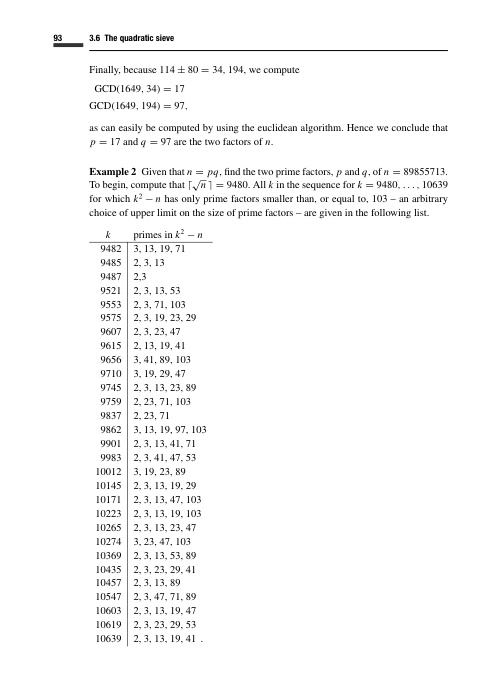 93 3.6 The quadratic sieve
Finally, because 114 ± 80 = 34, 194, we compute
GCD(1649, 34) = 17
GCD(1649, 194) = 97,
as can easily be computed by using the euclidean algorithm. Hence we conclude that
p = 17 and q = 97 are the two factors of n.
Example 2 Given that n = pq, find the two prime factors, p and q, of n = 89855713.
To begin, compute that ⌈√n⌉ = 9480. All k in the sequence for k = 9480, . . . , 10639
for which k² − n has only prime factors smaller than, or equal to, 103 – an arbitrary
choice of upper limit on the size of prime factors – are given in the following list.
k primes in k² − n
9482 3, 13, 19, 71
9485 2, 3, 13
9487 2,3
9521 2, 3, 13, 53
9553 2, 3, 71, 103
9575 2, 3, 19, 23, 29
9607 2, 3, 23, 47
9615 2, 13, 19, 41
9656 3, 41, 89, 103
9710 3, 19, 29, 47
9745 2, 3, 13, 23, 89
9759 2, 23, 71, 103
9837 2, 23, 71
9862 3, 13, 19, 97, 103
9901 2, 3, 13, 41, 71
9983 2, 3, 41, 47, 53
10012 3, 19, 23, 89
10145 2, 3, 13, 19, 29
10171 2, 3, 13, 47, 103
10223 2, 3, 13, 19, 103
10265 2, 3, 13, 23, 47
10274 3, 23, 47, 103
10369 2, 3, 13, 53, 89
10435 2, 3, 23, 29, 41
10457 2, 3, 13, 89
10547 2, 3, 47, 71, 89
10603 2, 3, 13, 19, 47
10619 2, 3, 23, 29, 53
10639 2, 3, 13, 19, 41 .